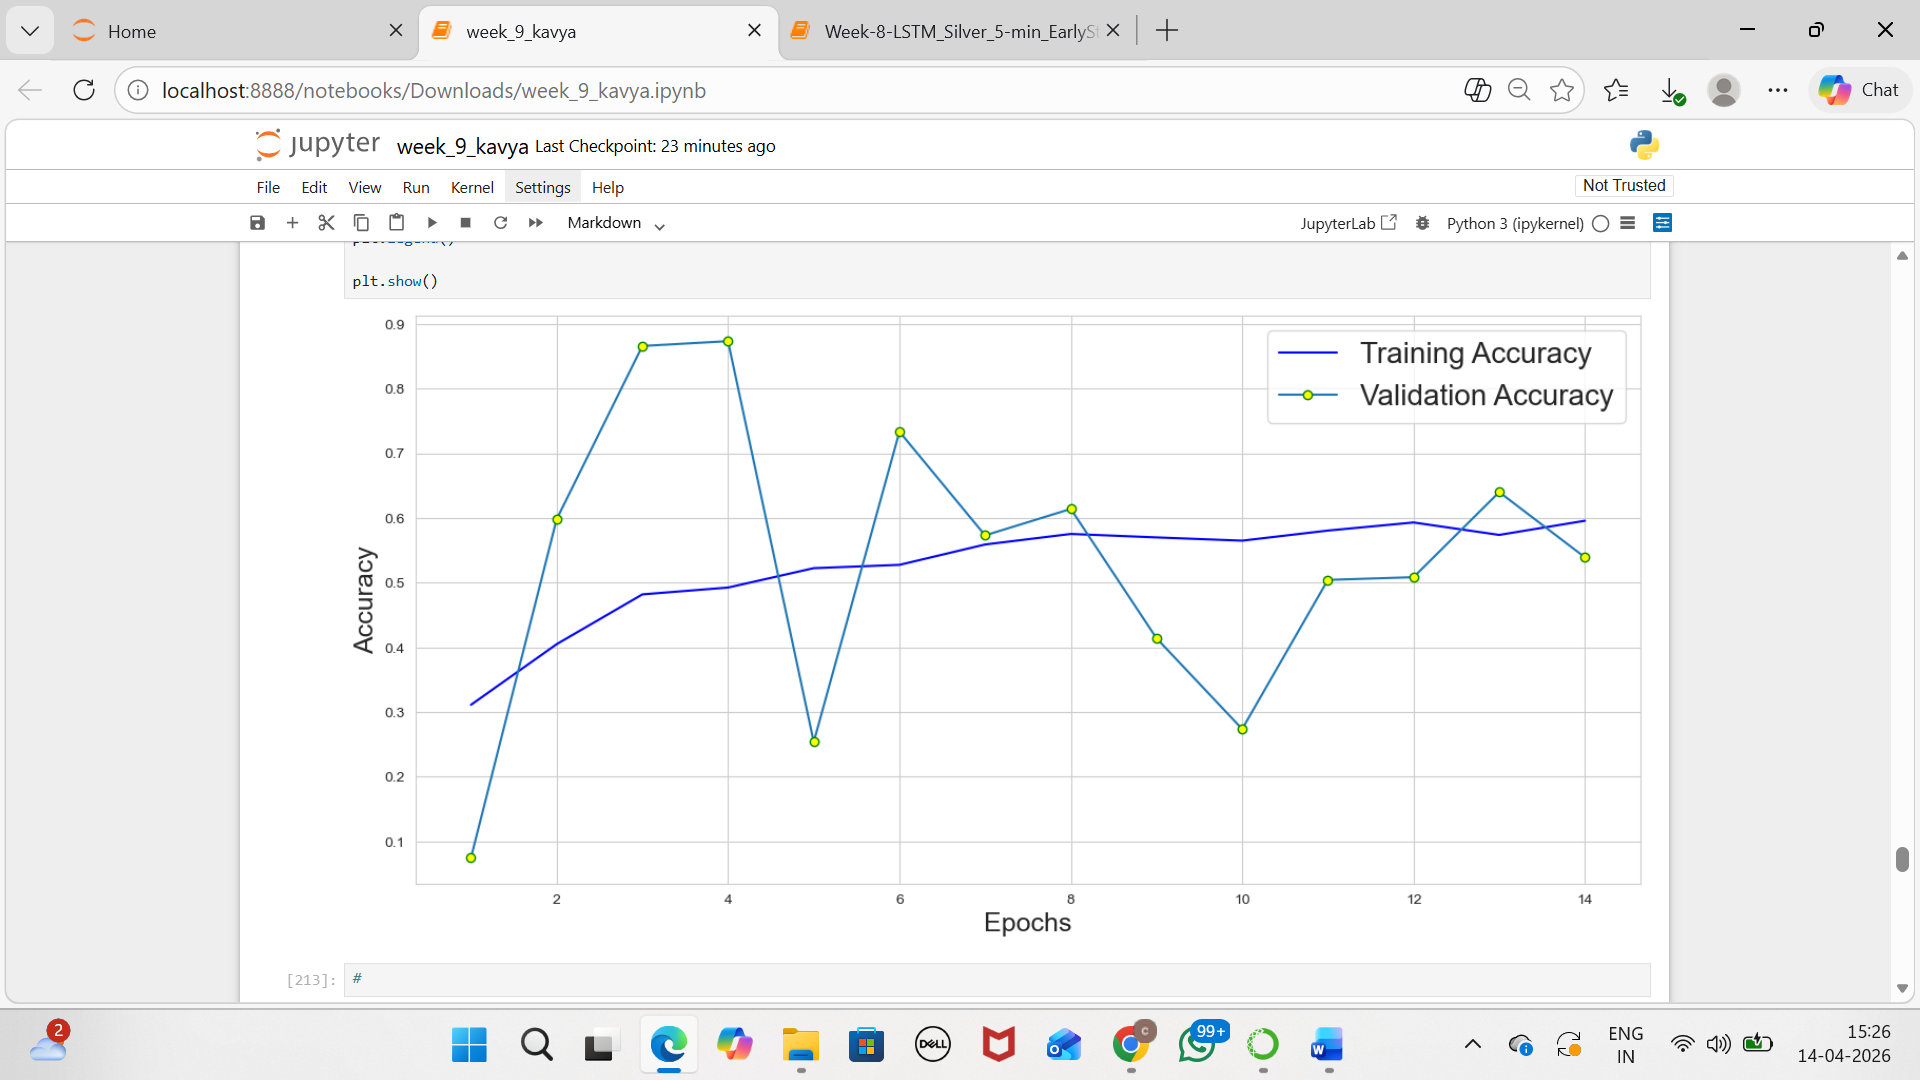 Home
week_9_kavya
Week-8-LSTM_Silver_5-min_EarlySt
localhost:8888/notebooks/Downloads/week_9_kavya.ipynb
Chat
jupyter week_9_kavya Last Checkpoint: 23 minutes ago
File Edit View Run Kernel Settings Help
Not Trusted
Markdown
JupyterLab
Python 3 (ipykernel)
plt.legend()
plt.show()
0.9
0.8
0.7
0.6
0.5
0.4
0.3
0.2
0.1
Accuracy
Training Accuracy
Validation Accuracy
2 4 6 8 10 12 14
Epochs
[213]: #
2
DELL
C
99+
W
ENG
IN
15:26
14-04-2026